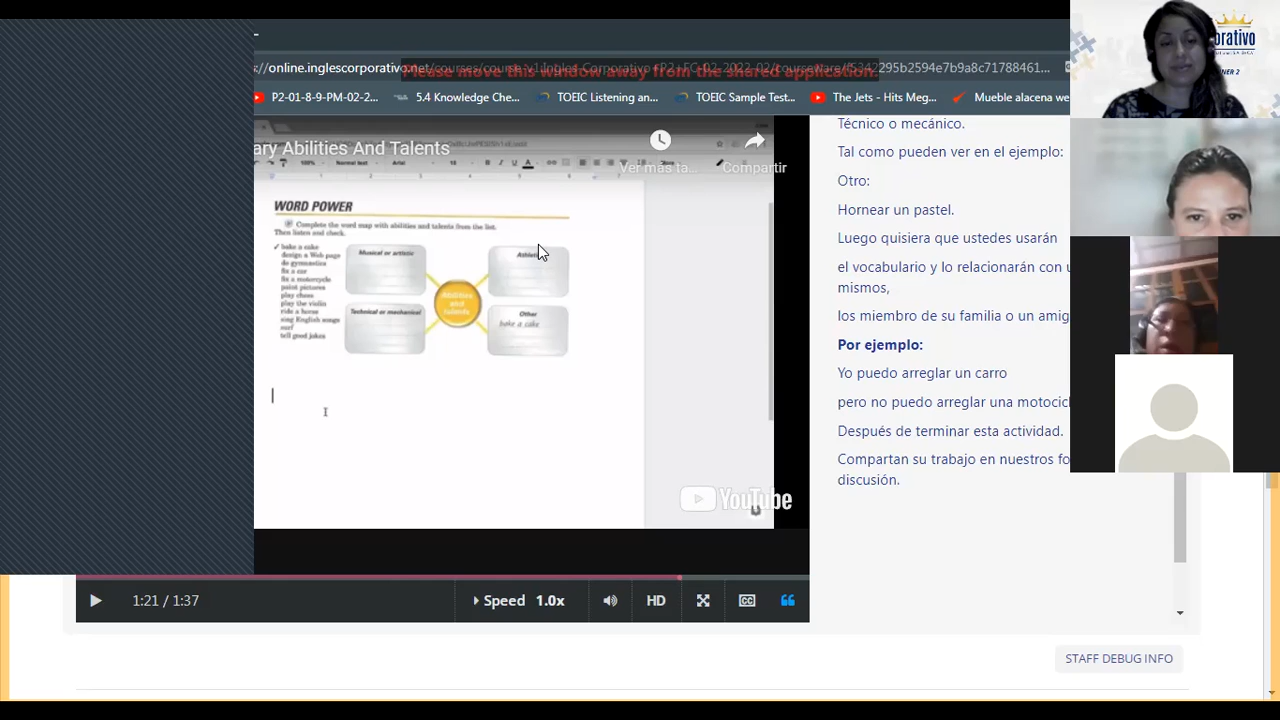 //online.inglescorporativo.net/courses/course-v1:Ingles-Corporativo+P2+FC-02-2022-02/courseware/f5342295b2594e7b9a8c71788461...
Please move this window away from the shared application.
P2-01-8-9-PM-02-2...
5.4 Knowledge Che...
TOEIC Listening an...
TOEIC Sample Test...
The Jets - Hits Meg...
Mueble alacena we
orativo
NER 2
ary Abilities And Talents
Ver más ta...
Compartir
WORD POWER
Complete the word map with abilities and talents from the list.
Then listen and check.
✓ bake a cake
design a Web page
do gymnastics
fix a car
fix a motorcycle
paint pictures
play chess
play the violin
ride a horse
sing English songs
surf
tell good jokes
Musical or artistic
Athleti
Technical or mechanical
Other
bake a cake
Abilities
and
talents
YouTube
Técnico o mecánico.
Tal como pueden ver en el ejemplo:
Otro:
Hornear un pastel.
Luego quisiera que ustedes usarán
el vocabulario y lo relacionarán con
mismos,
los miembro de su familia o un amig
Por ejemplo:
Yo puedo arreglar un carro
pero no puedo arreglar una motocic
Después de terminar esta actividad.
Compartan su trabajo en nuestros fo
discusión.
1:21 / 1:37
Speed 1.0x
HD
CC
STAFF DEBUG INFO